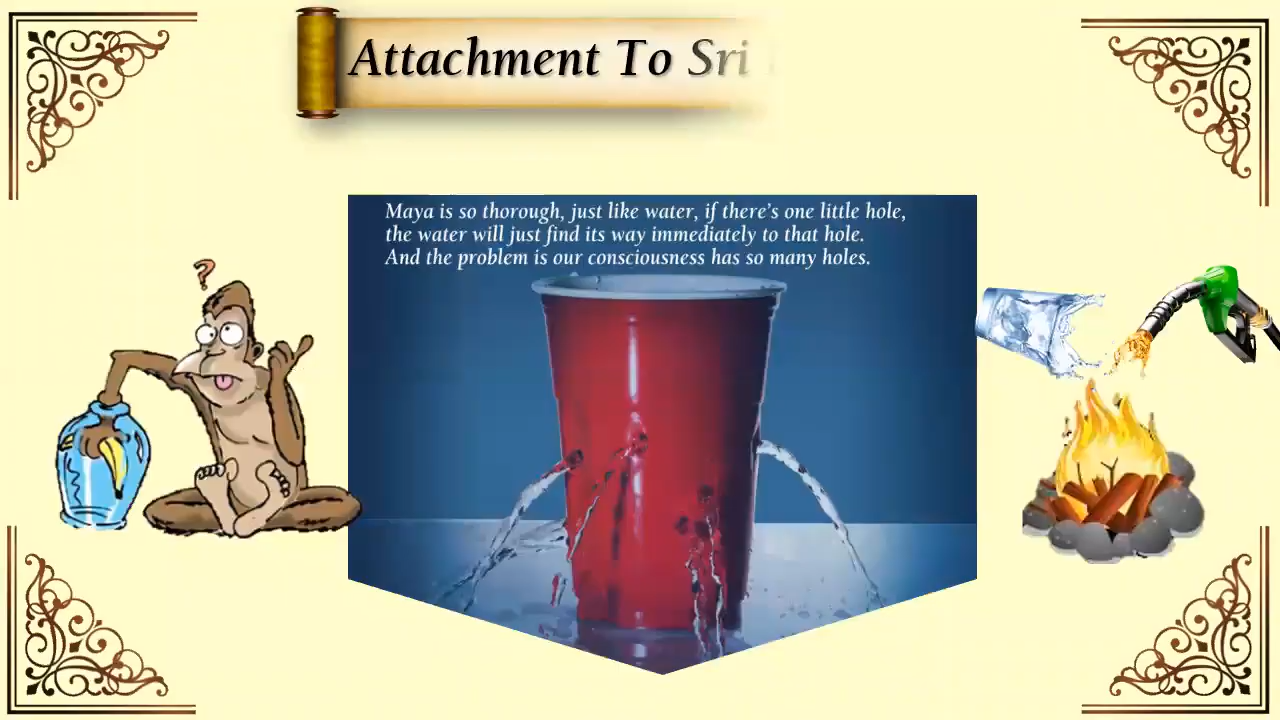 Attachment To Sri
Maya is so thorough, just like water, if there's one little hole,
the water will just find its way immediately to that hole.
And the problem is our consciousness has so many holes.
?